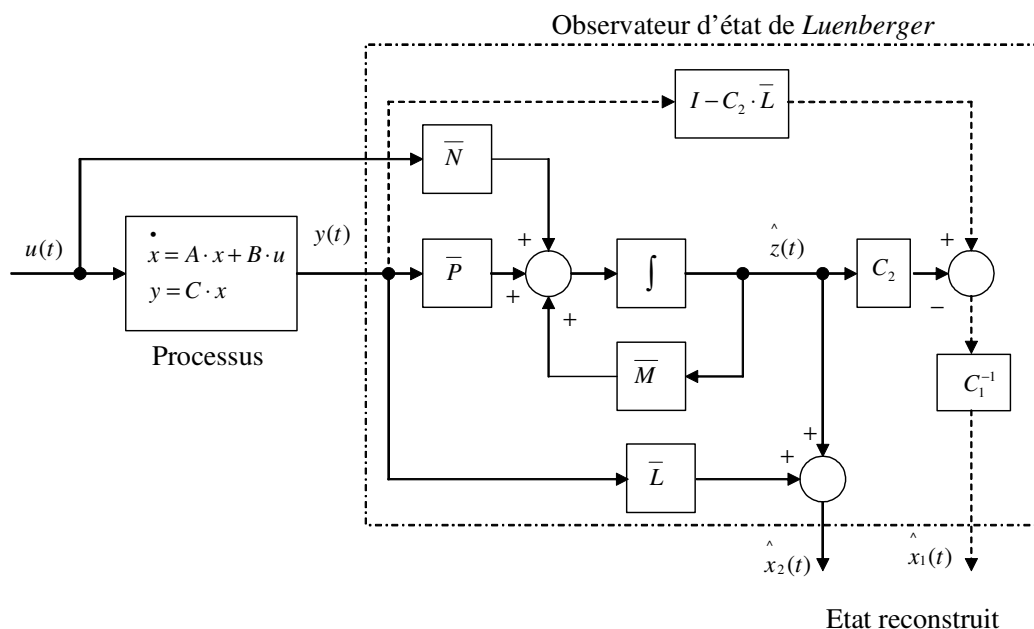 Observateur d'état de Luenberger
I − C₂ · L̅
N̅
u(t)
ẋ = A · x + B · u
y = C · x
Processus
y(t)
P̅
+
+
+
∫
M̅
ẑ(t)
C₂
+
−
C₁⁻¹
L̅
+
+
x̂₂(t)
x̂₁(t)
Etat reconstruit